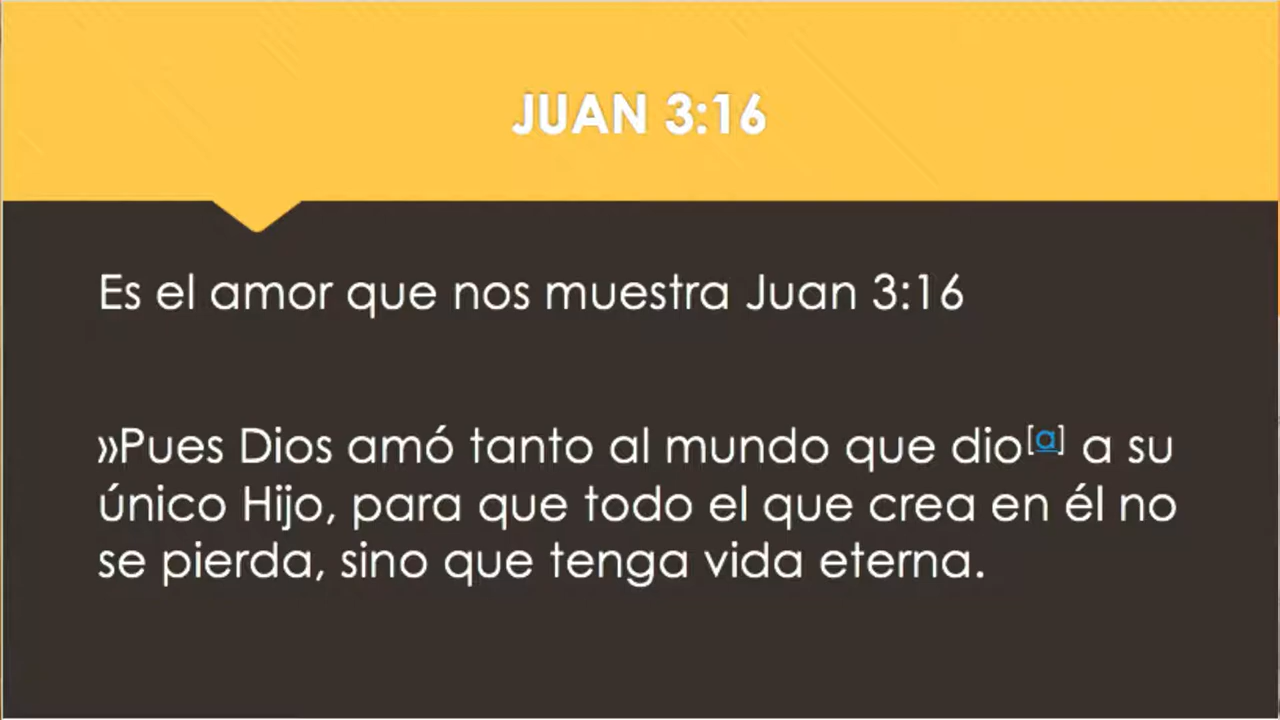 JUAN 3:16
Es el amor que nos muestra Juan 3:16
»Pues Dios amó tanto al mundo que dio[a] a su
único Hijo, para que todo el que crea en él no
se pierda, sino que tenga vida eterna.